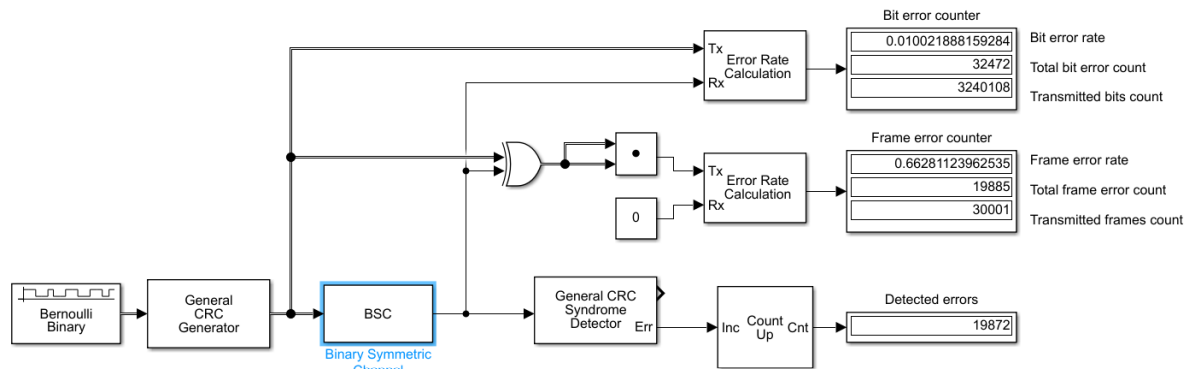 Bit error counter
Tx
Rx
Error Rate
Calculation
0.010021888159284
32472
3240108
Bit error rate
Total bit error count
Transmitted bits count
Frame error counter
Tx
Rx
Error Rate
Calculation
0
0.66281123962535
19885
30001
Frame error rate
Total frame error count
Transmitted frames count
Bernoulli
Binary
General
CRC
Generator
BSC
Binary Symmetric
Channel
General CRC
Syndrome
Detector
Err
Inc
Count
Up
Cnt
Detected errors
19872